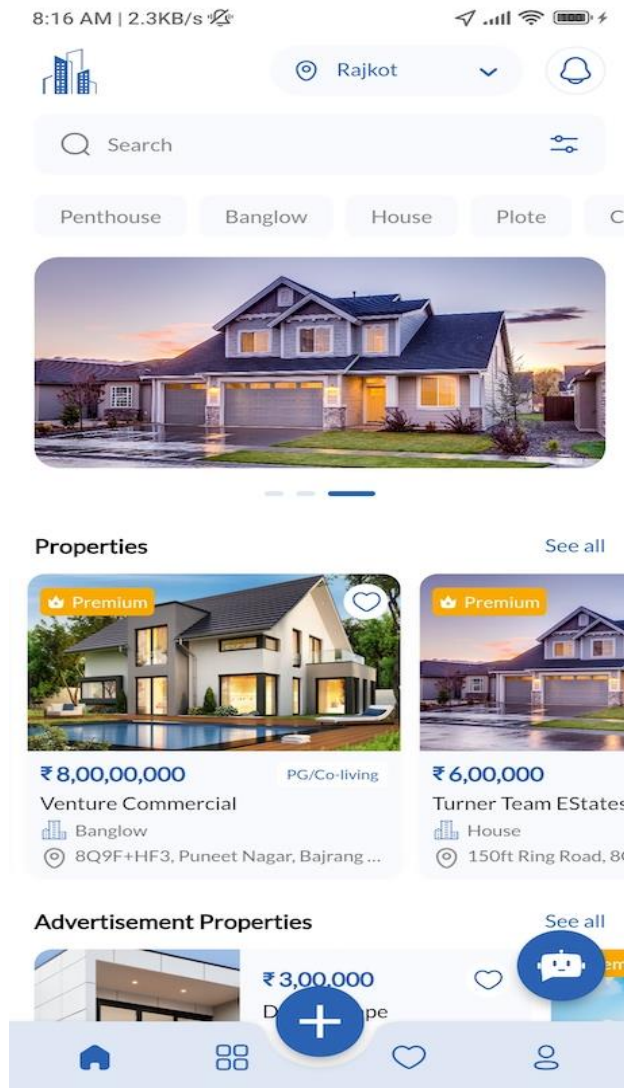 8:16 AM | 2.3KB/s
Rajkot
Search
Penthouse Banglow House Plote C
Properties See all
Premium Premium
₹8,00,00,000 PG/Co-living ₹6,00,000
Venture Commercial Turner Team EStates
Banglow House
8Q9F+HF3, Puneet Nagar, Bajrang ... 150ft Ring Road, 8
Advertisement Properties See all
₹3,00,000